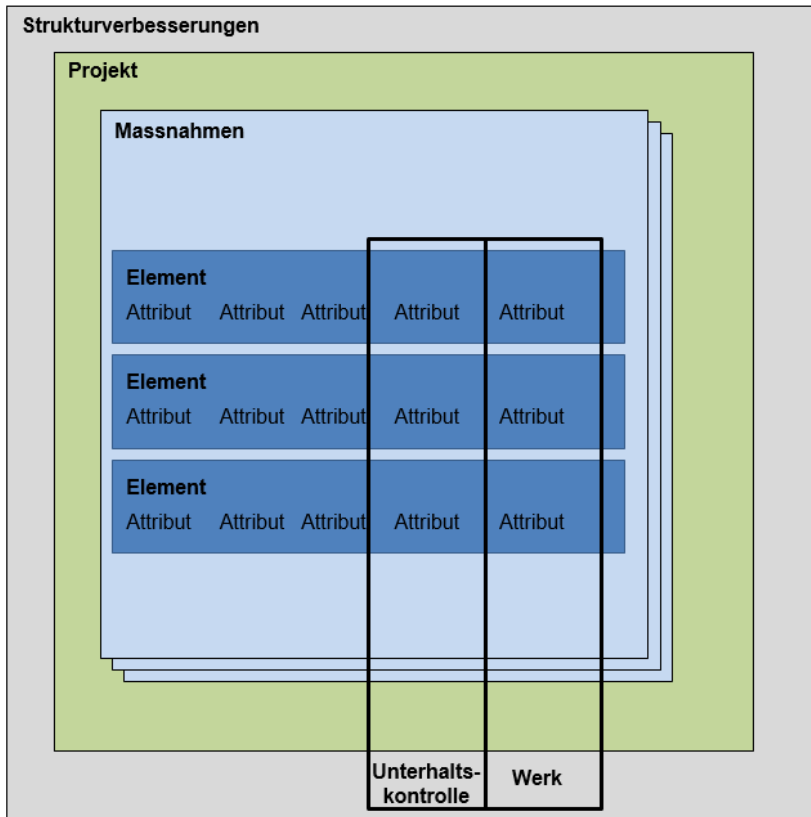 Strukturverbesserungen
Projekt
Massnahmen
Element
Attribut Attribut Attribut Attribut Attribut
Element
Attribut Attribut Attribut Attribut Attribut
Element
Attribut Attribut Attribut Attribut Attribut
Unterhalts-
kontrolle
Werk